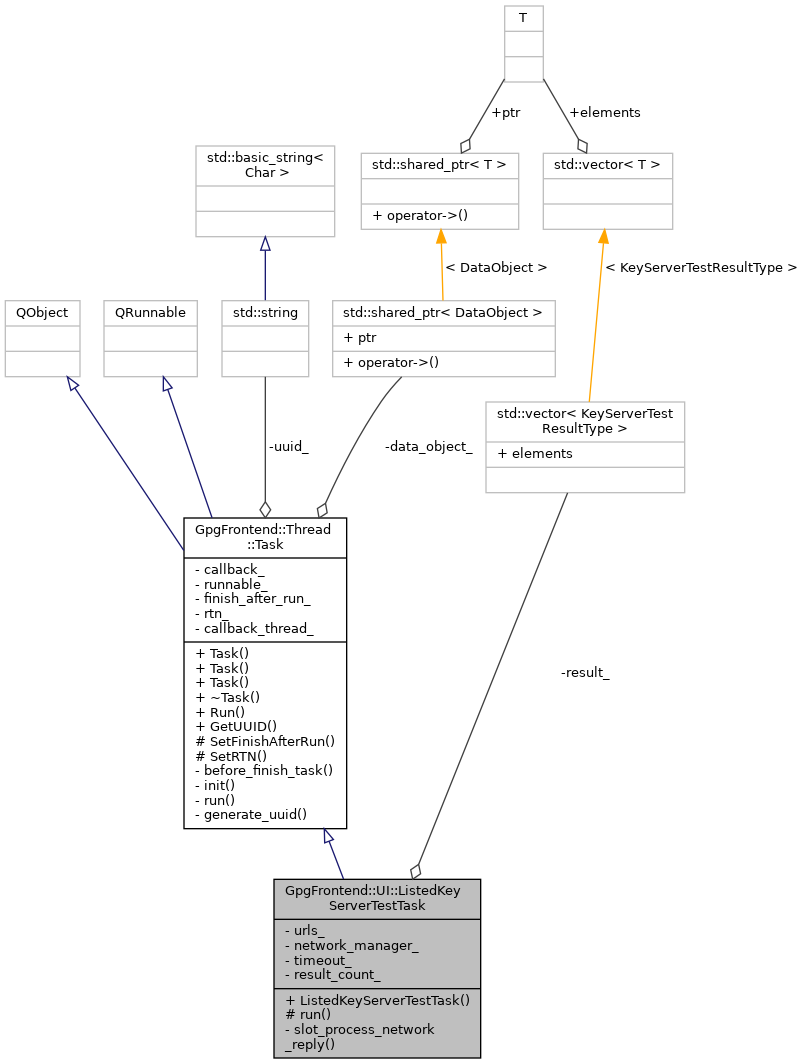 T
+ptr
+elements
std::basic_string<
Char >
std::shared_ptr< T >
+ operator->()
std::vector< T >
< DataObject >
< KeyServerTestResultType >
QObject
QRunnable
std::string
std::shared_ptr< DataObject >
+ ptr
+ operator->()
std::vector< KeyServerTest
ResultType >
+ elements
-uuid_
-data_object_
GpgFrontend::Thread
::Task
- callback_
- runnable_
- finish_after_run_
- rtn_
- callback_thread_
+ Task()
+ Task()
+ Task()
+ ~Task()
+ Run()
+ GetUUID()
# SetFinishAfterRun()
# SetRTN()
- before_finish_task()
- init()
- run()
- generate_uuid()
-result_
GpgFrontend::UI::ListedKey
ServerTestTask
- urls_
- network_manager_
- timeout_
- result_count_
+ ListedKeyServerTestTask()
# run()
- slot_process_network
_reply()